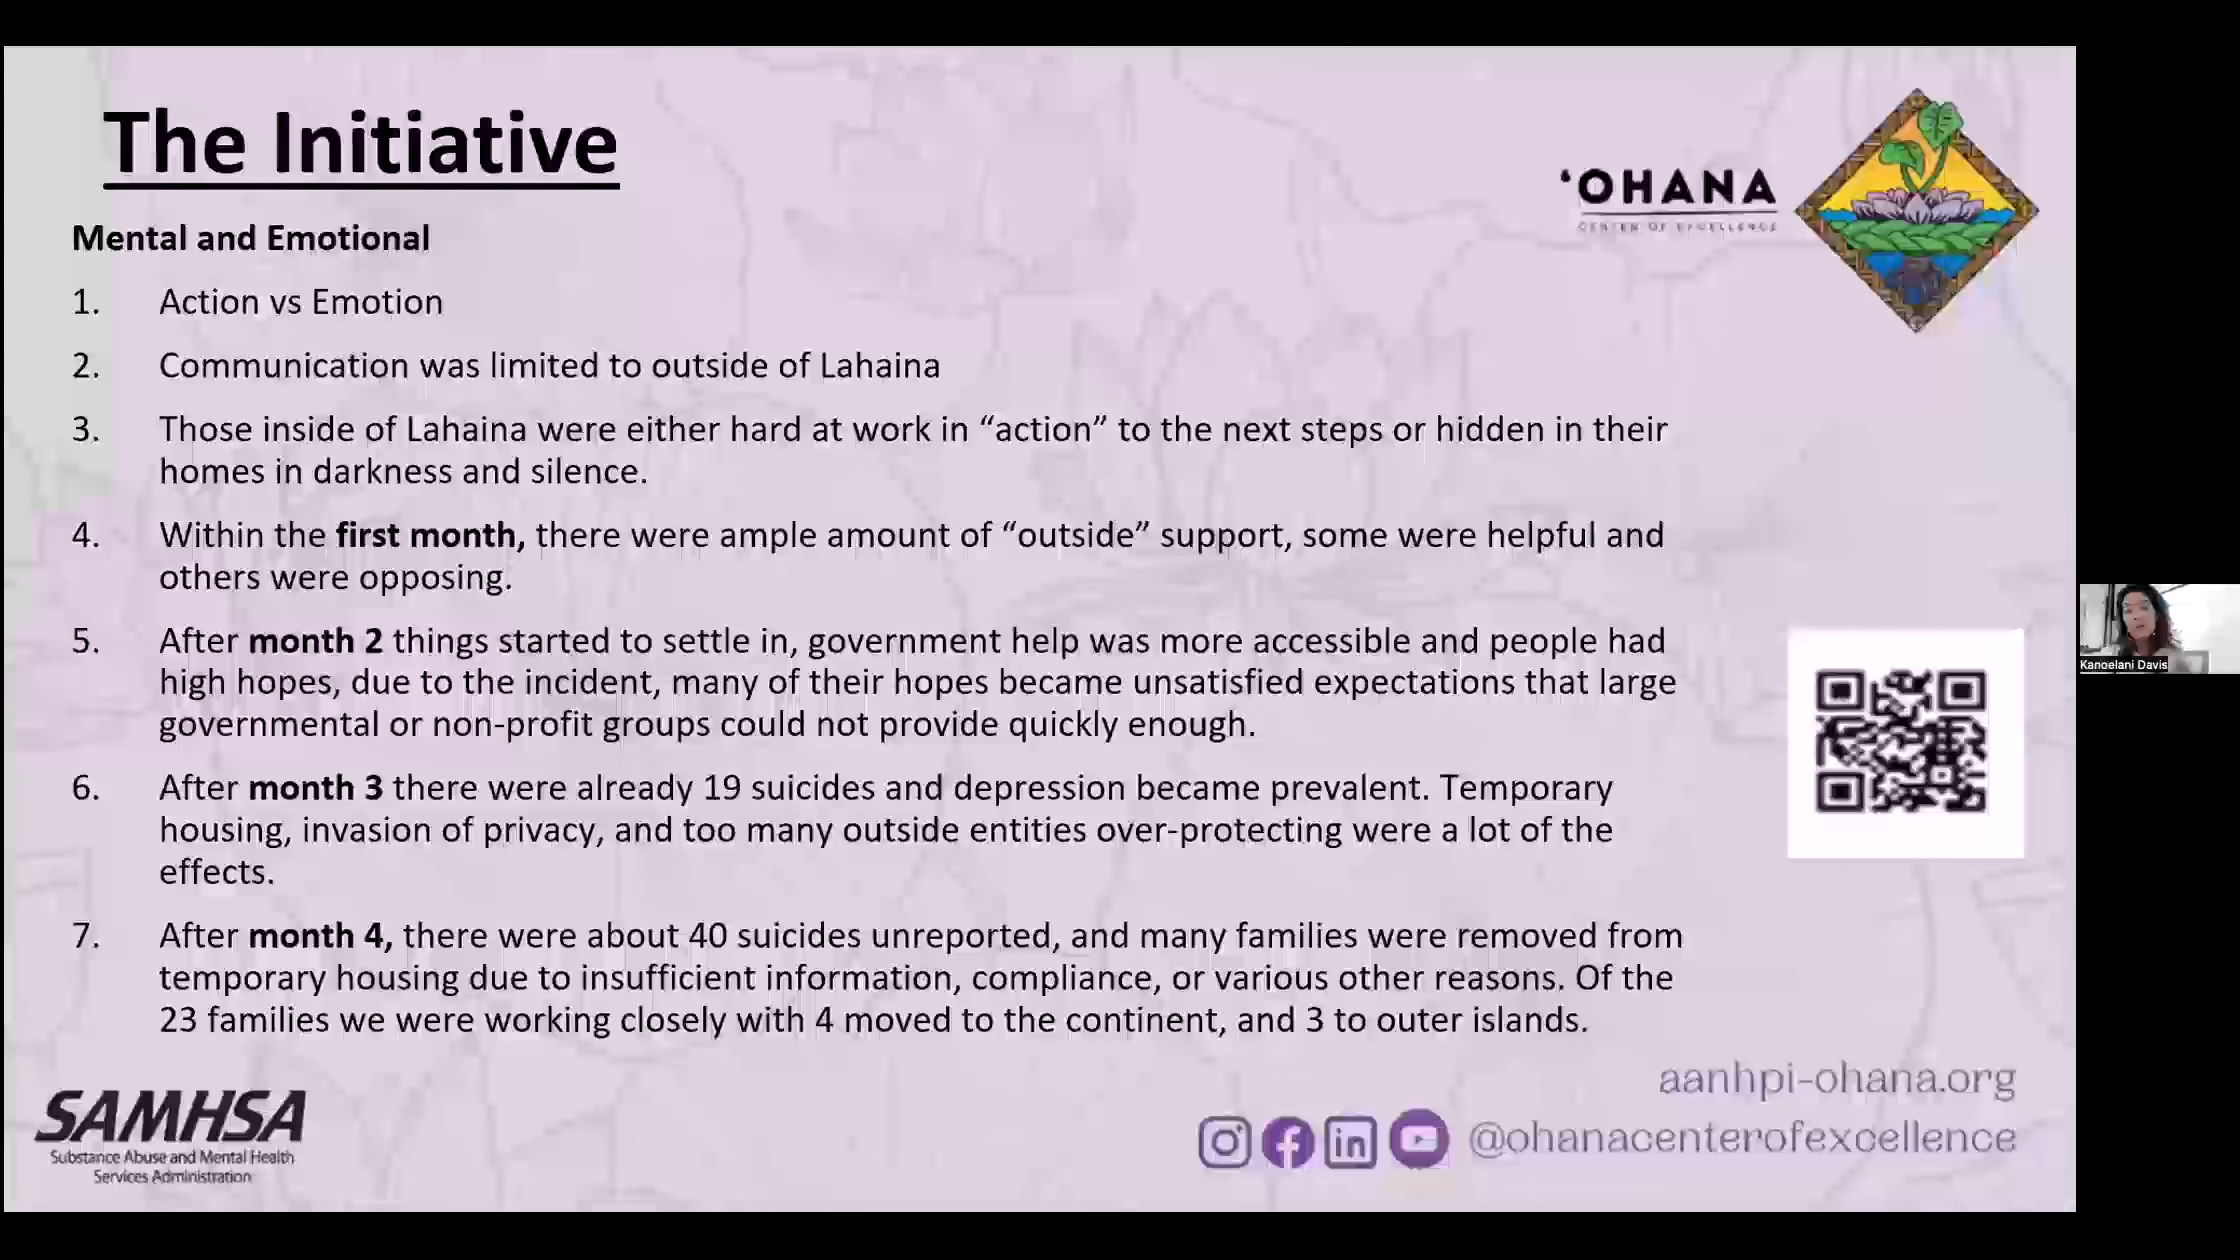 The Initiative
ʻOHANA
CENTER OF EXCELLENCE
Mental and Emotional
1. Action vs Emotion
2. Communication was limited to outside of Lahaina
3. Those inside of Lahaina were either hard at work in “action” to the next steps or hidden in their
homes in darkness and silence.
4. Within the first month, there were ample amount of “outside” support, some were helpful and
others were opposing.
5. After month 2 things started to settle in, government help was more accessible and people had
high hopes, due to the incident, many of their hopes became unsatisfied expectations that large
governmental or non-profit groups could not provide quickly enough.
6. After month 3 there were already 19 suicides and depression became prevalent. Temporary
housing, invasion of privacy, and too many outside entities over-protecting were a lot of the
effects.
7. After month 4, there were about 40 suicides unreported, and many families were removed from
temporary housing due to insufficient information, compliance, or various other reasons. Of the
23 families we were working closely with 4 moved to the continent, and 3 to outer islands.
Kanoelani Davis
SAMHSA
Substance Abuse and Mental Health
Services Administration
aanhpi-ohana.org
@ohanacenterofexcellence